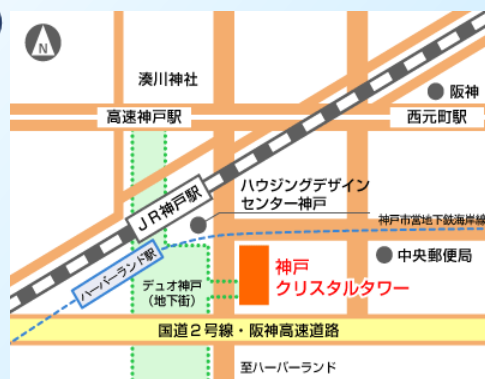 N
湊川神社
阪神
高速神戸駅
西元町駅
JR神戸駅
ハウジングデザイン
センター神戸
神戸市営地下鉄海岸線
ハーバーランド駅
中央郵便局
デュオ神戸
(地下街)
神戸
クリスタルタワー
国道2号線・阪神高速道路
至ハーバーランド